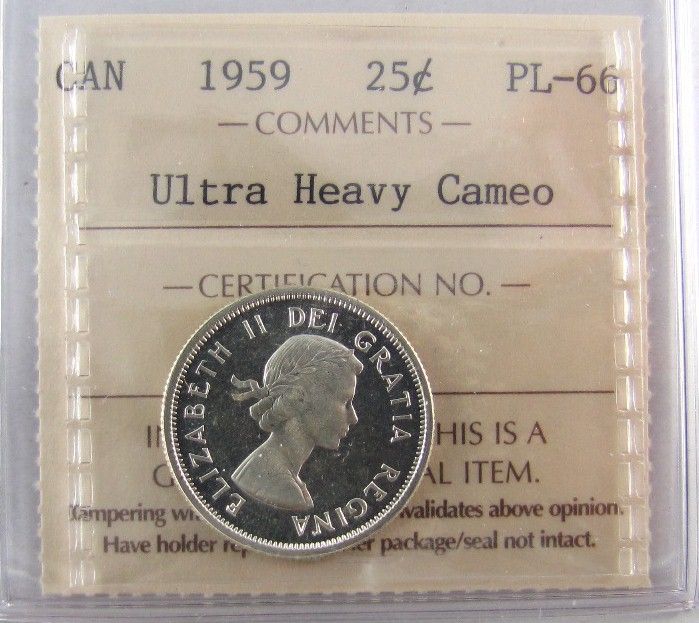 CAN 1959 25¢ PL-66
— COMMENTS —
Ultra Heavy Cameo
— CERTIFICATION NO. —
ELIZABETH II DEI GRATIA REGINA
HIS IS A
AL ITEM.
Tampering validates above opinion.
Have holder package/seal not intact.